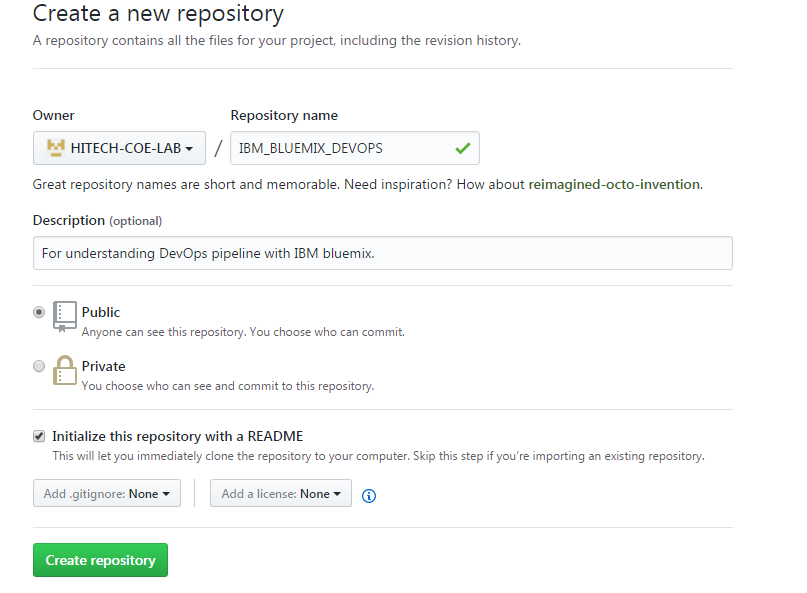 Create a new repository
A repository contains all the files for your project, including the revision history.
Owner
Repository name
HITECH-COE-LAB / IBM_BLUEMIX_DEVOPS
Great repository names are short and memorable. Need inspiration? How about reimagined-octo-invention.
Description (optional)
For understanding DevOps pipeline with IBM bluemix.
Public
Anyone can see this repository. You choose who can commit.
Private
You choose who can see and commit to this repository.
Initialize this repository with a README
This will let you immediately clone the repository to your computer. Skip this step if you're importing an existing repository.
Add .gitignore: None
Add a license: None
Create repository